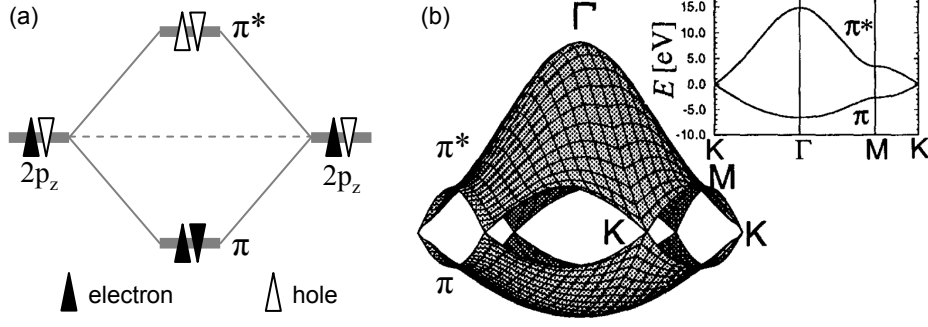 (a)
π*
2p_z
2p_z
π
electron
hole
(b)
Γ
π*
M
K
K
π
E [eV]
15.0
10.0
5.0
0.0
-5.0
-10.0
π*
π
K
Γ
M
K